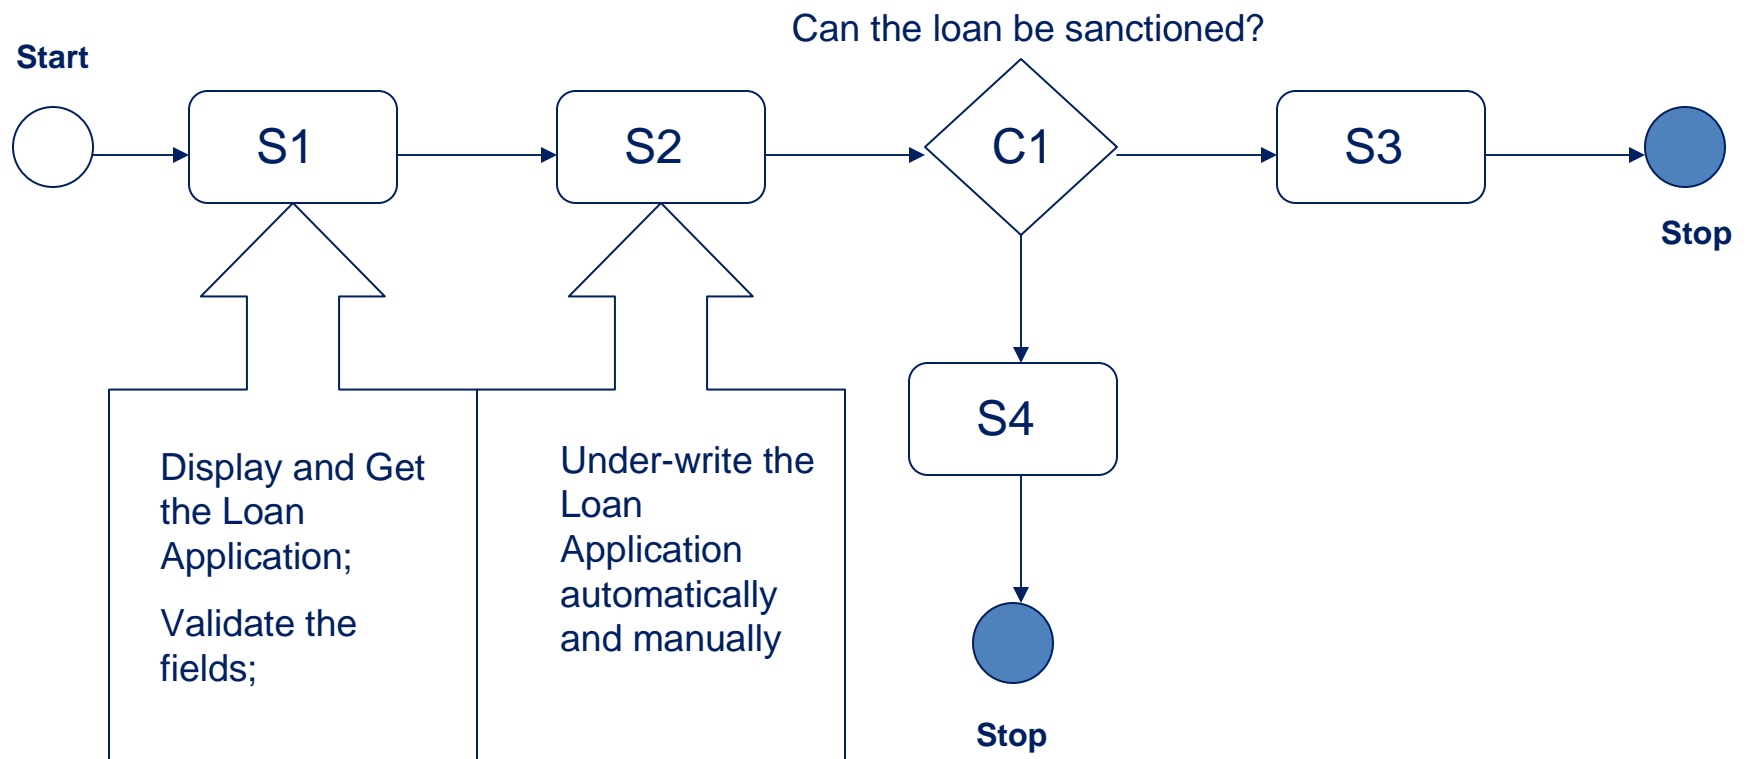 Can the loan be sanctioned?
Start
S1
S2
C1
S3
Stop
S4
Display and Get
the Loan
Application;
Validate the
fields;
Under-write the
Loan
Application
automatically
and manually
Stop